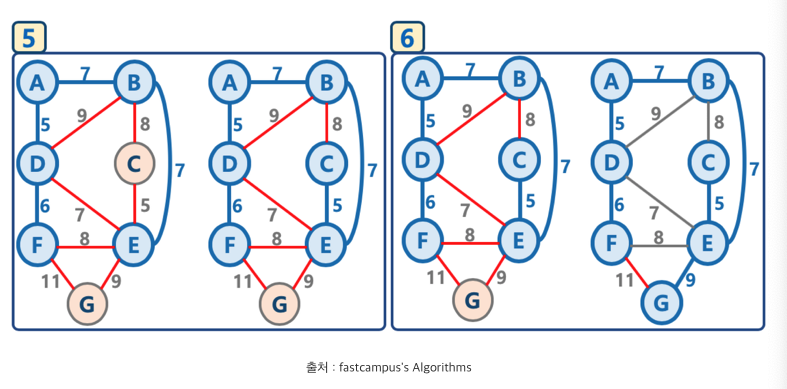 5
6
A 7 B A 7 B A 7 B A 7 B
9 9 9 9
5 8 5 8 5 8 5 8
D C 7 D C 7 D C 7 D C 7
6 7 5 6 7 5 6 7 5 6 7 5
F 8 E F 8 E F 8 E F 8 E
11 9 11 9 11 9 11 9
G G G G
출처 : fastcampus's Algorithms